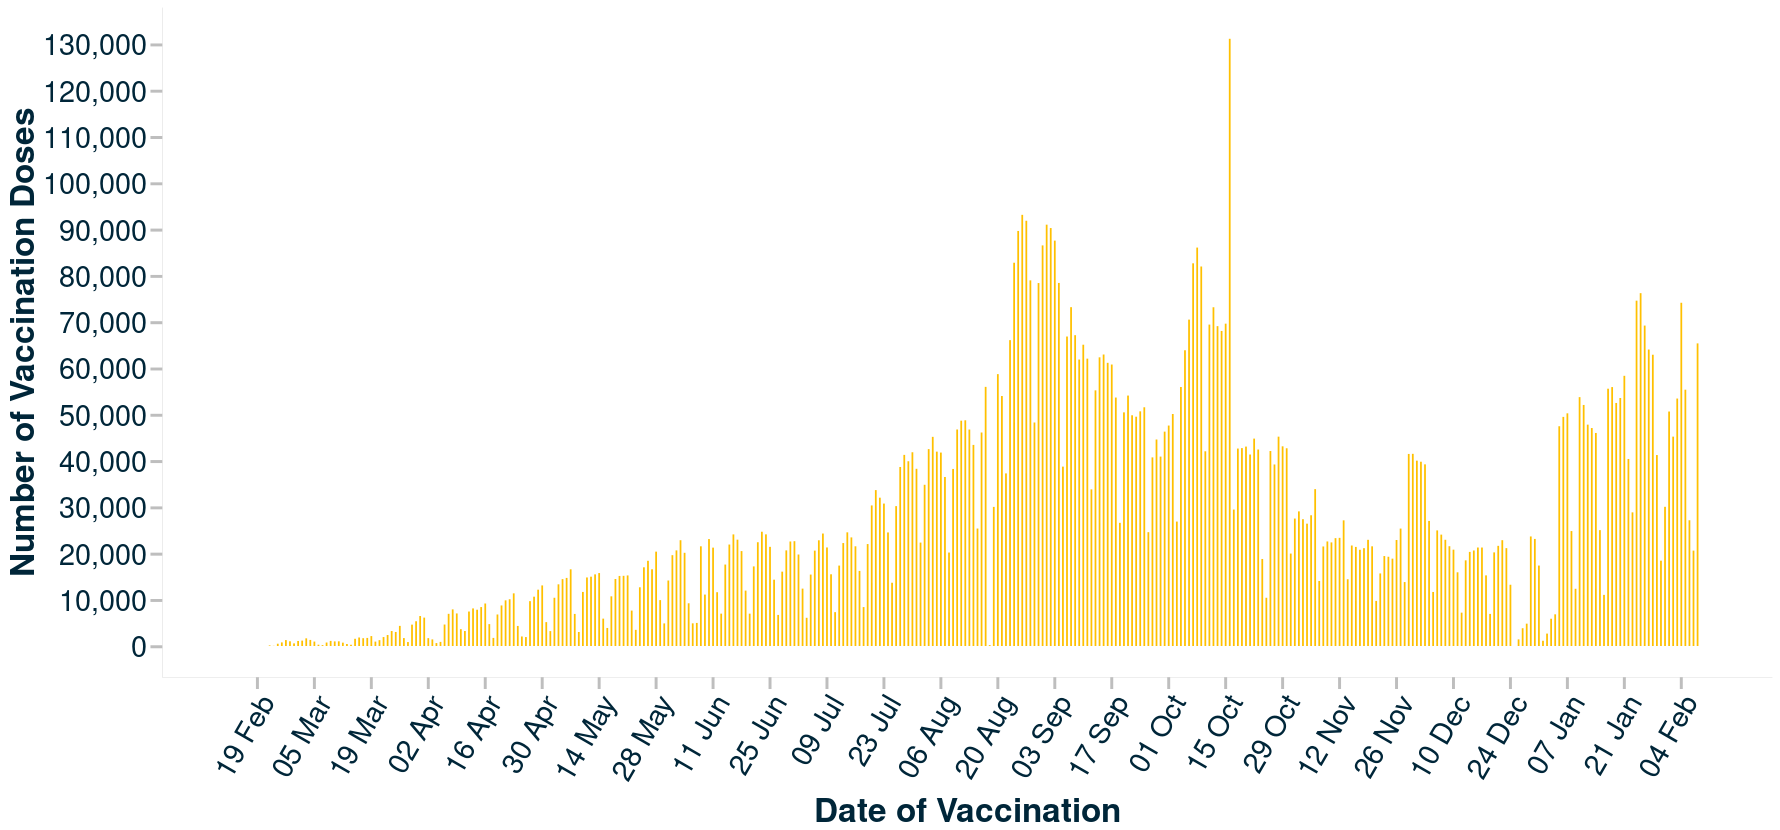 Number of Vaccination Doses
130,000
120,000
110,000
100,000
90,000
80,000
70,000
60,000
50,000
40,000
30,000
20,000
10,000
0
19 Feb
05 Mar
19 Mar
02 Apr
16 Apr
30 Apr
14 May
28 May
11 Jun
25 Jun
09 Jul
23 Jul
06 Aug
20 Aug
03 Sep
17 Sep
01 Oct
15 Oct
29 Oct
12 Nov
26 Nov
10 Dec
24 Dec
07 Jan
21 Jan
04 Feb
Date of Vaccination